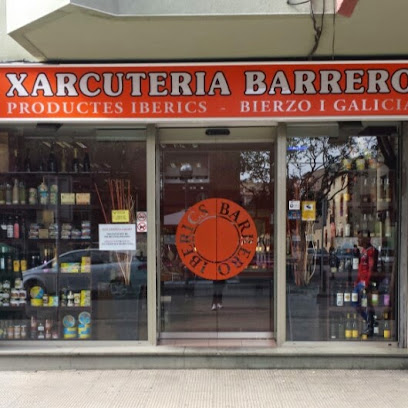 XARCUTERIA BARRERO
PRODUCTES IBERICS - BIERZO I GALICIA
IBERICS BARRERO